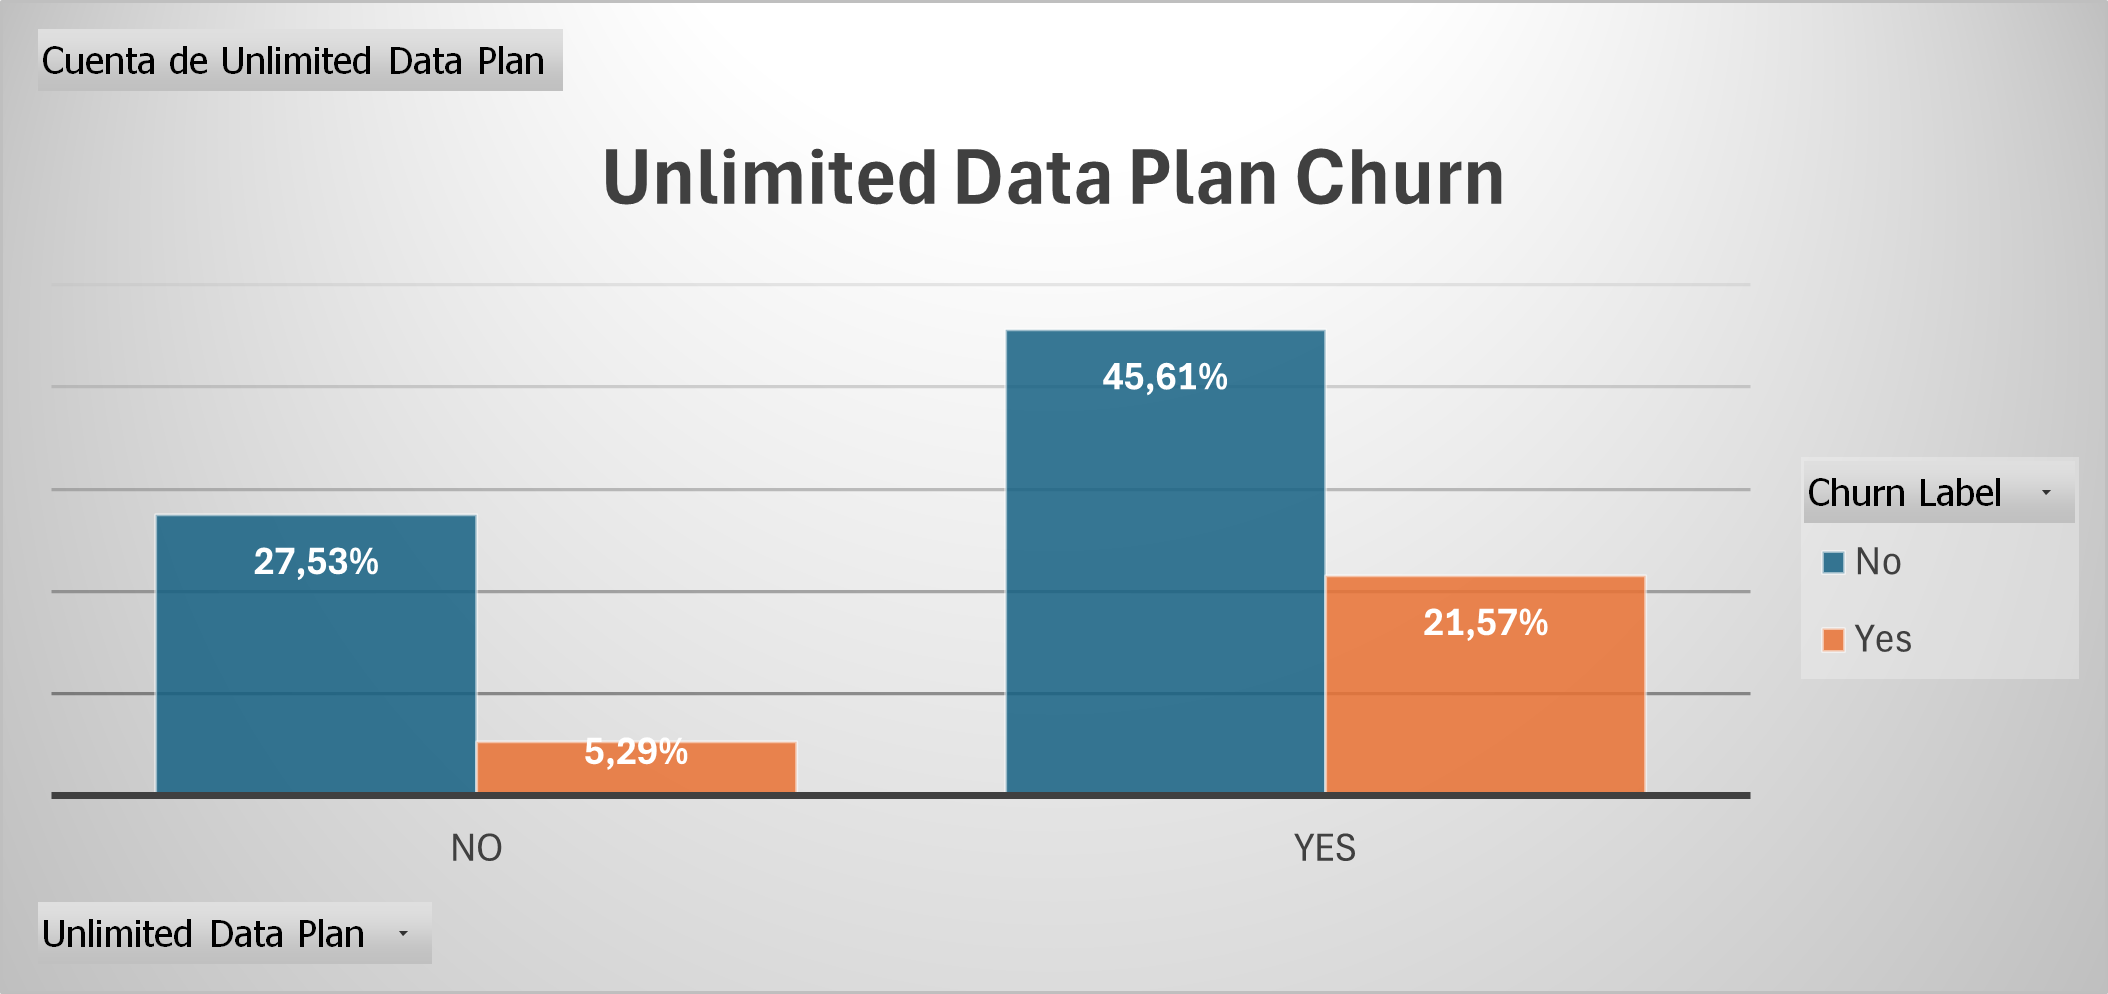 Cuenta de Unlimited Data Plan
Unlimited Data Plan Churn
45,61%
27,53%
21,57%
5,29%
NO
YES
Churn Label
No
Yes
Unlimited Data Plan